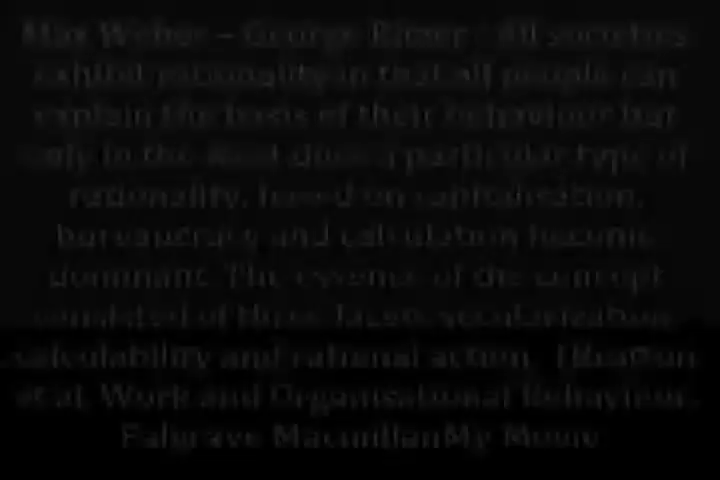 Max Weber – George Ritzer : All societies
exhibit rationality in that all people can
explain the basis of their behaviour but
only in the West does a particular type of
rationality, based on capitalisation,
bureaucracy and calculation become
dominant. The essence of the concept
consisted of three facets secularization,
calculability and rational action. (Bratton
et al, Work and Organisational Behaviour,
Palgrave Macmillan